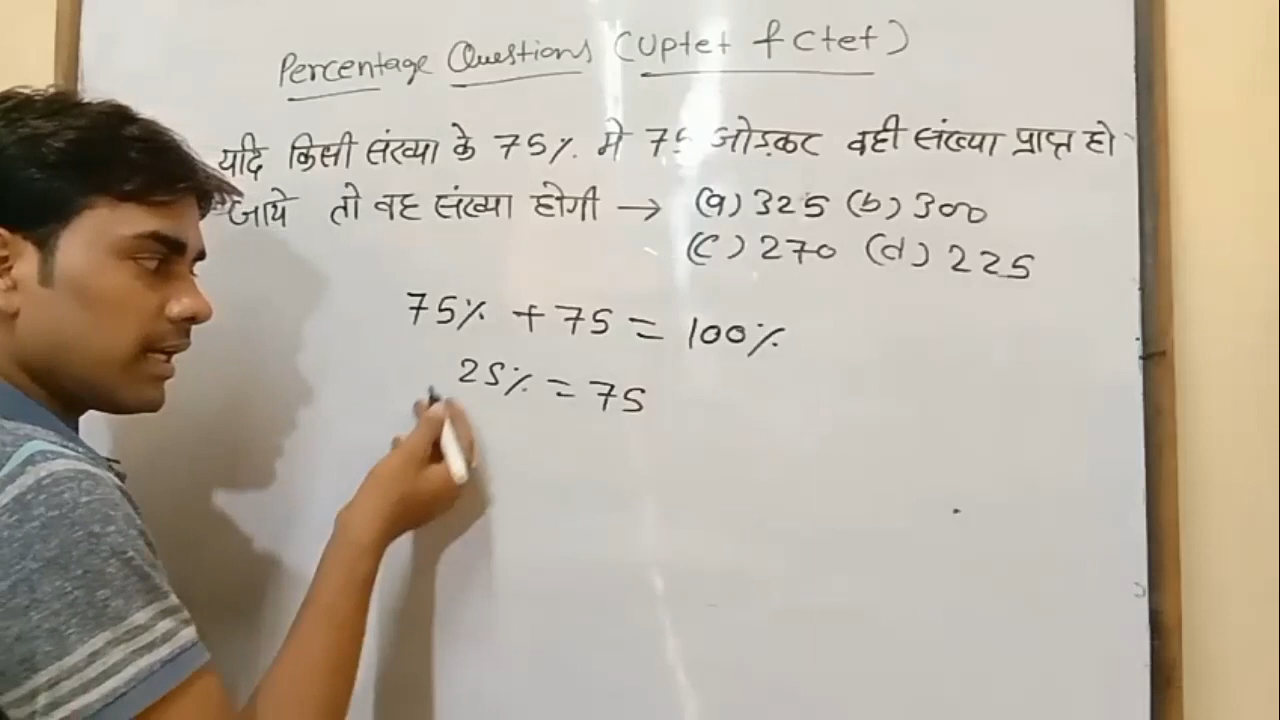 Percentage Questions (Uptet f Ctet)
यदि किसी संख्या के 75% मे 75 जोड़कर वही संख्या प्राप्त हो
जाये तो वह संख्या होगी → (a) 325 (b) 300
(c) 270 (d) 225
75% + 75 = 100%
25% = 75